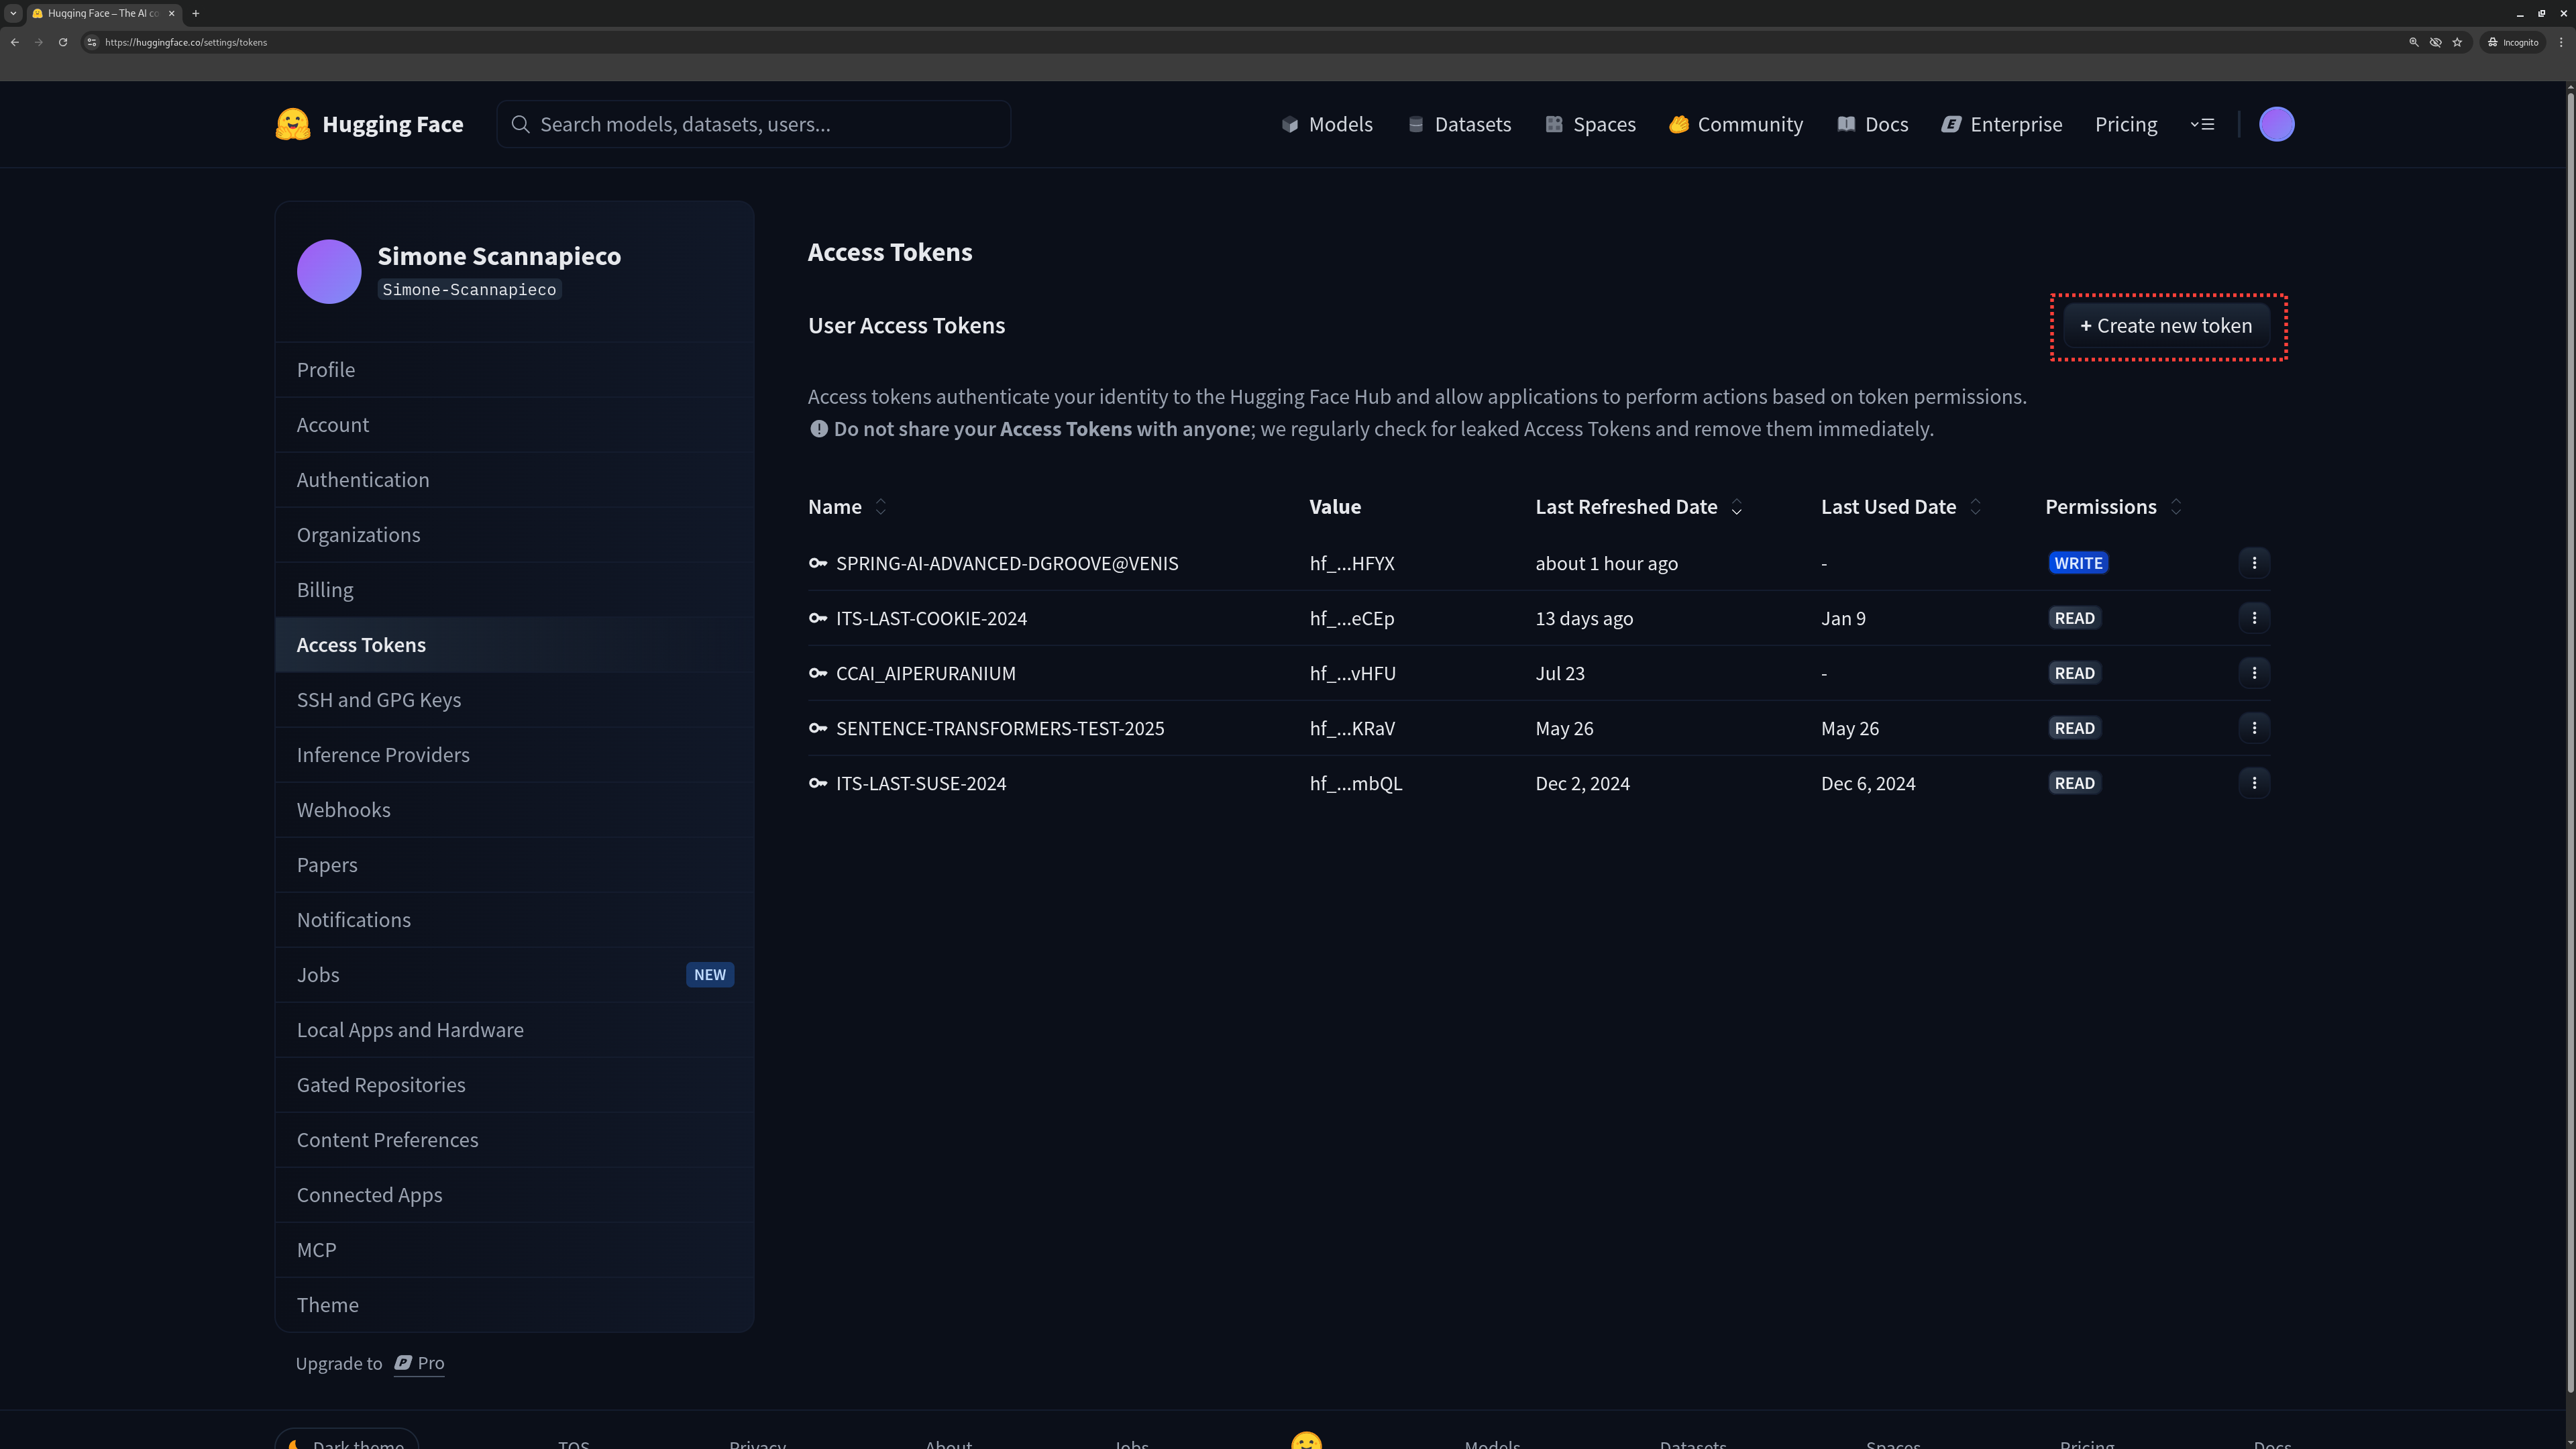 Hugging Face – The AI co
https://huggingface.co/settings/tokens
Incognito
Hugging Face
Search models, datasets, users...
Models
Datasets
Spaces
Community
Docs
Enterprise
Pricing
Simone Scannapieco
Simone-Scannapieco
Profile
Account
Authentication
Organizations
Billing
Access Tokens
SSH and GPG Keys
Inference Providers
Webhooks
Papers
Notifications
Jobs NEW
Local Apps and Hardware
Gated Repositories
Content Preferences
Connected Apps
MCP
Theme
Upgrade to Pro
Access Tokens
User Access Tokens
+ Create new token
Access tokens authenticate your identity to the Hugging Face Hub and allow applications to perform actions based on token permissions.
Do not share your Access Tokens with anyone; we regularly check for leaked Access Tokens and remove them immediately.
Name Value Last Refreshed Date Last Used Date Permissions
SPRING-AI-ADVANCED-DGROOVE@VENIS hf_...HFYX about 1 hour ago - WRITE
ITS-LAST-COOKIE-2024 hf_...eCEp 13 days ago Jan 9 READ
CCAI_AIPERURANIUM hf_...vHFU Jul 23 - READ
SENTENCE-TRANSFORMERS-TEST-2025 hf_...KRaV May 26 May 26 READ
ITS-LAST-SUSE-2024 hf_...mbQL Dec 2, 2024 Dec 6, 2024 READ
Dark theme TOS Privacy About Jobs Models Datasets Spaces Pricing Docs